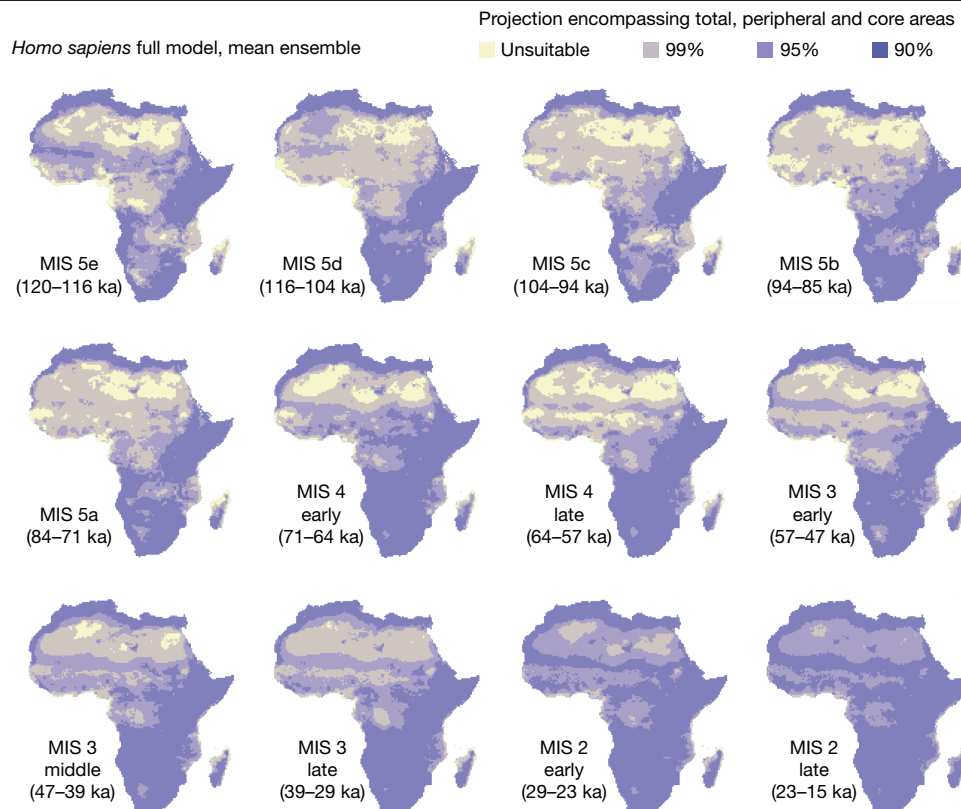 Projection encompassing total, peripheral and core areas
Homo sapiens full model, mean ensemble
Unsuitable 99% 95% 90%
MIS 5e
(120–116 ka)
MIS 5d
(116–104 ka)
MIS 5c
(104–94 ka)
MIS 5b
(94–85 ka)
MIS 5a
(84–71 ka)
MIS 4
early
(71–64 ka)
MIS 4
late
(64–57 ka)
MIS 3
early
(57–47 ka)
MIS 3
middle
(47–39 ka)
MIS 3
late
(39–29 ka)
MIS 2
early
(29–23 ka)
MIS 2
late
(23–15 ka)